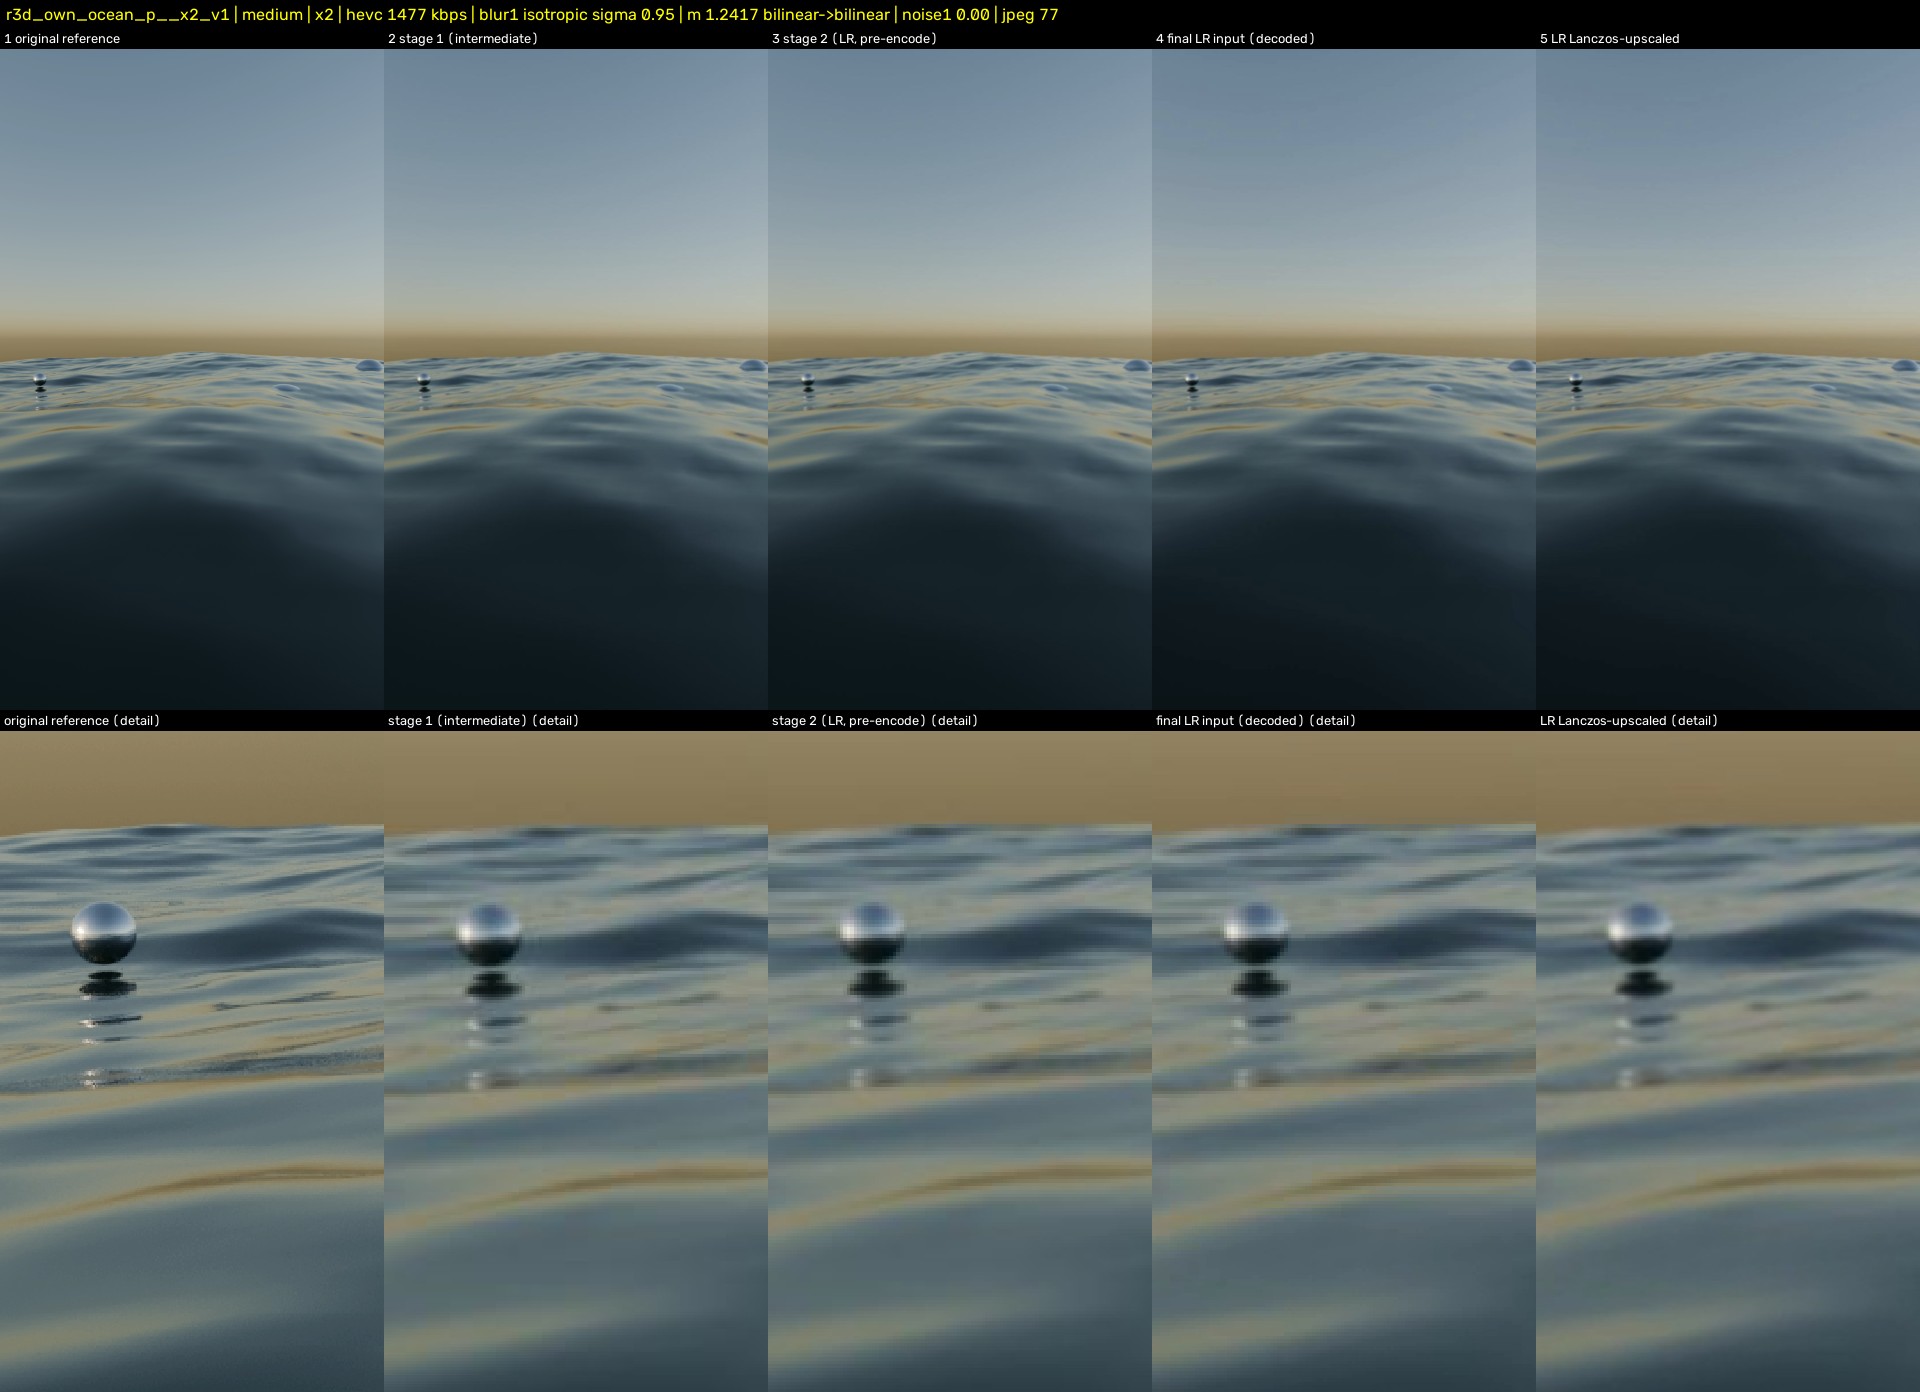 r3d_own_ocean_p__x2_v1 | medium | x2 | hevc 1477 kbps | blur1 isotropic sigma 0.95 | m 1.2417 bilinear->bilinear | noise1 0.00 | jpeg 77
1 original reference
2 stage 1 (intermediate)
3 stage 2 (LR, pre-encode)
4 final LR input (decoded)
5 LR Lanczos-upscaled
original reference (detail)
stage 1 (intermediate) (detail)
stage 2 (LR, pre-encode) (detail)
final LR input (decoded) (detail)
LR Lanczos-upscaled (detail)